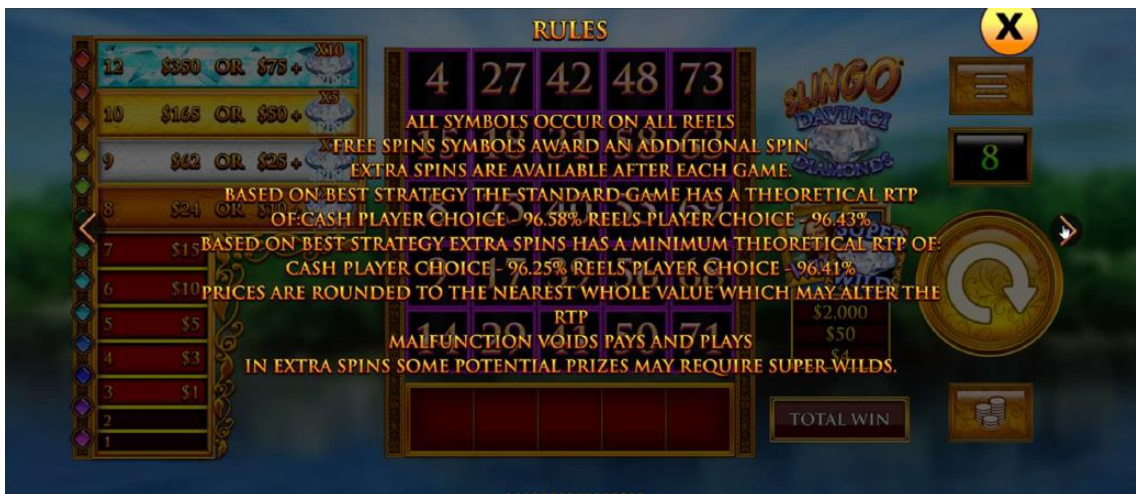 RULES
X
12 $350 OR $75 + X10
10 $165 OR $50 + X5
9 $62 OR $25 +
8 $24 OR
7 $15
6 $10
5 $5
4 $3
3 $1
2
1
4 27 42 48 73
ALL SYMBOLS OCCUR ON ALL REELS
FREE SPINS SYMBOLS AWARD AN ADDITIONAL SPIN
EXTRA SPINS ARE AVAILABLE AFTER EACH GAME.
BASED ON BEST STRATEGY THE STANDARD GAME HAS A THEORETICAL RTP
OF:CASH PLAYER CHOICE - 96.58% REELS PLAYER CHOICE - 96.43%
BASED ON BEST STRATEGY EXTRA SPINS HAS A MINIMUM THEORETICAL RTP OF:
CASH PLAYER CHOICE - 96.25% REELS PLAYER CHOICE - 96.41%
PRICES ARE ROUNDED TO THE NEAREST WHOLE VALUE WHICH MAY ALTER THE
RTP
MALFUNCTION VOIDS PAYS AND PLAYS
IN EXTRA SPINS SOME POTENTIAL PRIZES MAY REQUIRE SUPER WILDS.
14 29 41 50 71
SLINGO
DAVINCI
DIAMONDS
SUPER
WILD
$2,000
$50
$4
TOTAL WIN
8